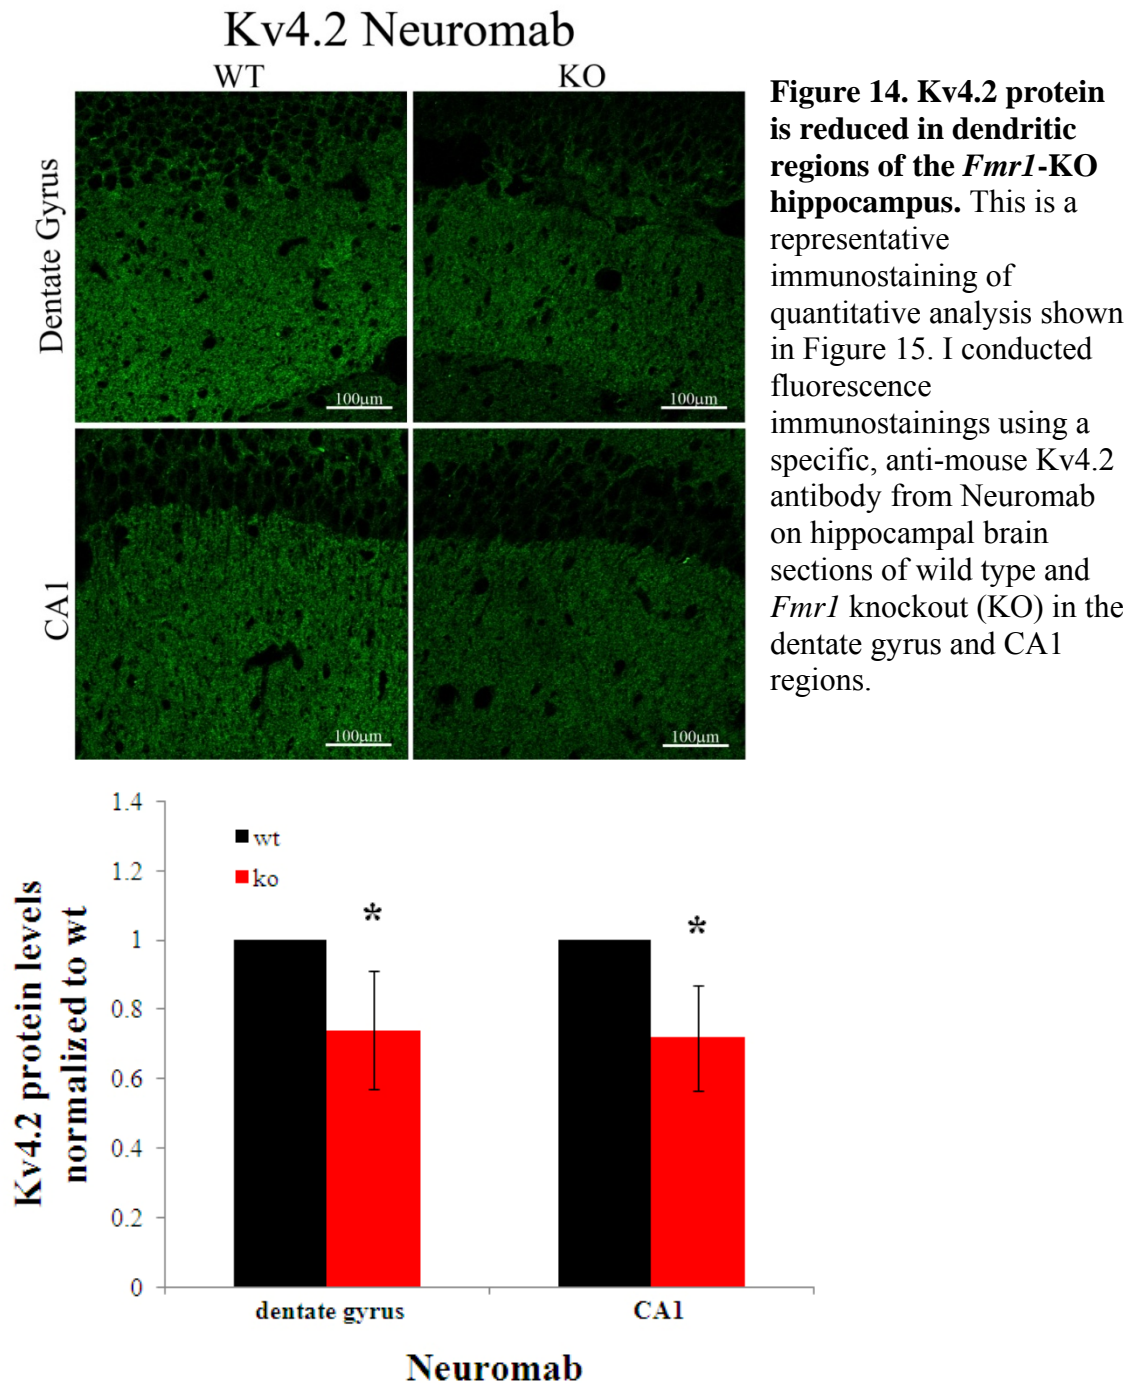 Kv4.2 Neuromab
WT
KO
Dentate Gyrus
100μm
100μm
CA1
100μm
100μm
Figure 14. Kv4.2 protein
is reduced in dendritic
regions of the Fmr1-KO
hippocampus. This is a
representative
immunostaining of
quantitative analysis shown
in Figure 15. I conducted
fluorescence
immunostainings using a
specific, anti-mouse Kv4.2
antibody from Neuromab
on hippocampal brain
sections of wild type and
Fmr1 knockout (KO) in the
dentate gyrus and CA1
regions.
Kv4.2 protein levels
normalized to wt
1.4
1.2
1
0.8
0.6
0.4
0.2
0
wt
ko
*
*
dentate gyrus
CA1
Neuromab